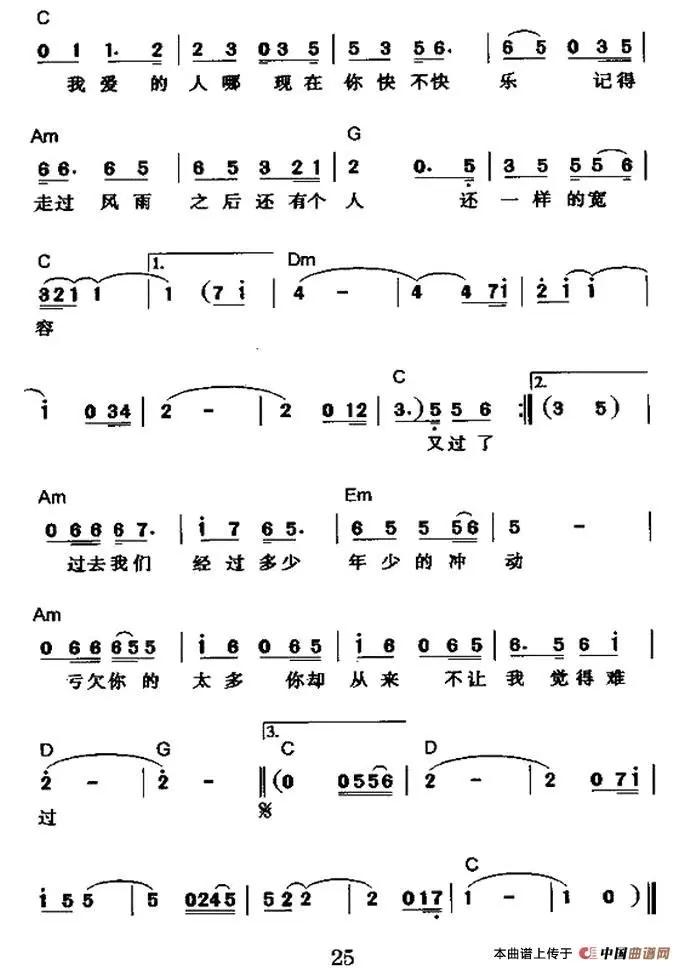 C
0 1 1. 2 | 2 3 0 3 5 | 5 3 5 6. | 6 5 0 3 5 |
我爱的人哪 现在你快不快 乐 记得
Am G
6 6. 6 5 | 6 5 3 2 1 | 2 0. 5 | 3 5 5 5 6 |
走过 风雨 之后还有个 人 还 一样的宽
C 1. Dm
3 2 1 1 | 1 (7 i | 4 - | 4 4 7 i | 2 i i |
容
C 2.
i 0 3 4 | 2 - | 2 0 1 2 | 3.) 5 5 6 :| (3 5) |
又过了
Am Em
0 6 6 6 7. | i 7 6 5. | 6 5 5 5 6 | 5 -
过去我们 经过多少 年少的冲 动
Am
0 6 6 6 5 5 | i 6 0 6 5 | i 6 0 6 5 | 6. 5 6 i |
亏欠你的 太多 你却 从来 不让 我 觉得难
D G 3. C D
2 - | 2 - || (0 0 5 5 6 | 2 - | 2 0 7 i |
过
C
i 5 5 | 5 0 2 4 5 | 5 2 2 | 2 0 1 7 | 1 - | 1 0 ) ||
25
本曲谱上传于 中国曲谱网